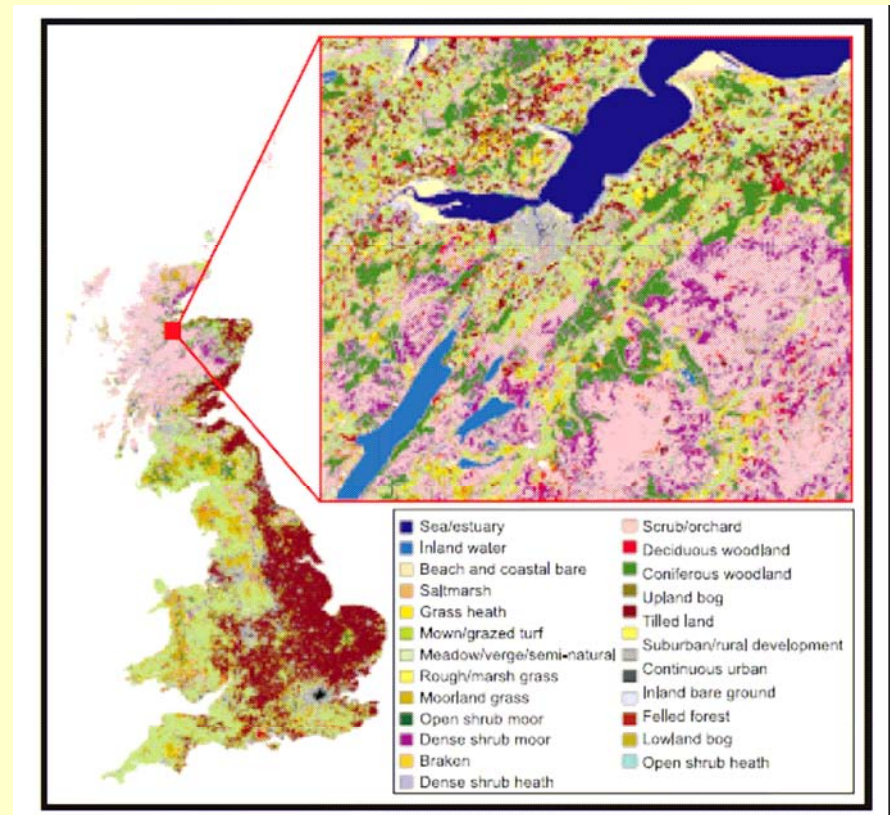 Sea/estuary
Inland water
Beach and coastal bare
Saltmarsh
Grass heath
Mown/grazed turf
Meadow/verge/semi-natural
Rough/marsh grass
Moorland grass
Open shrub moor
Dense shrub moor
Braken
Dense shrub heath
Scrub/orchard
Deciduous woodland
Coniferous woodland
Upland bog
Tilled land
Suburban/rural development
Continuous urban
Inland bare ground
Felled forest
Lowland bog
Open shrub heath